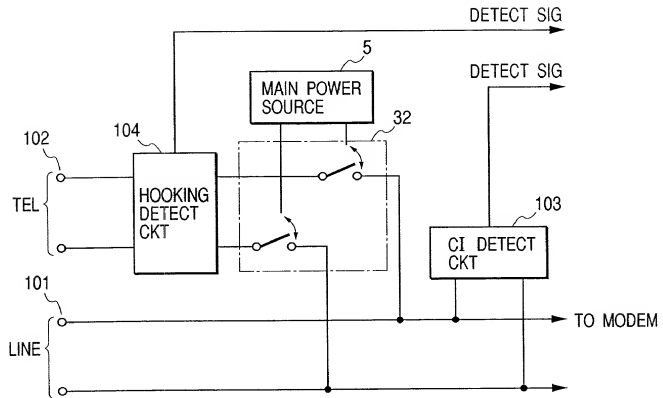 DETECT SIG
5
DETECT SIG
MAIN POWER
SOURCE
32
104
102
HOOKING
DETECT
CKT
TEL
103
CI DETECT
CKT
101
LINE
TO MODEM